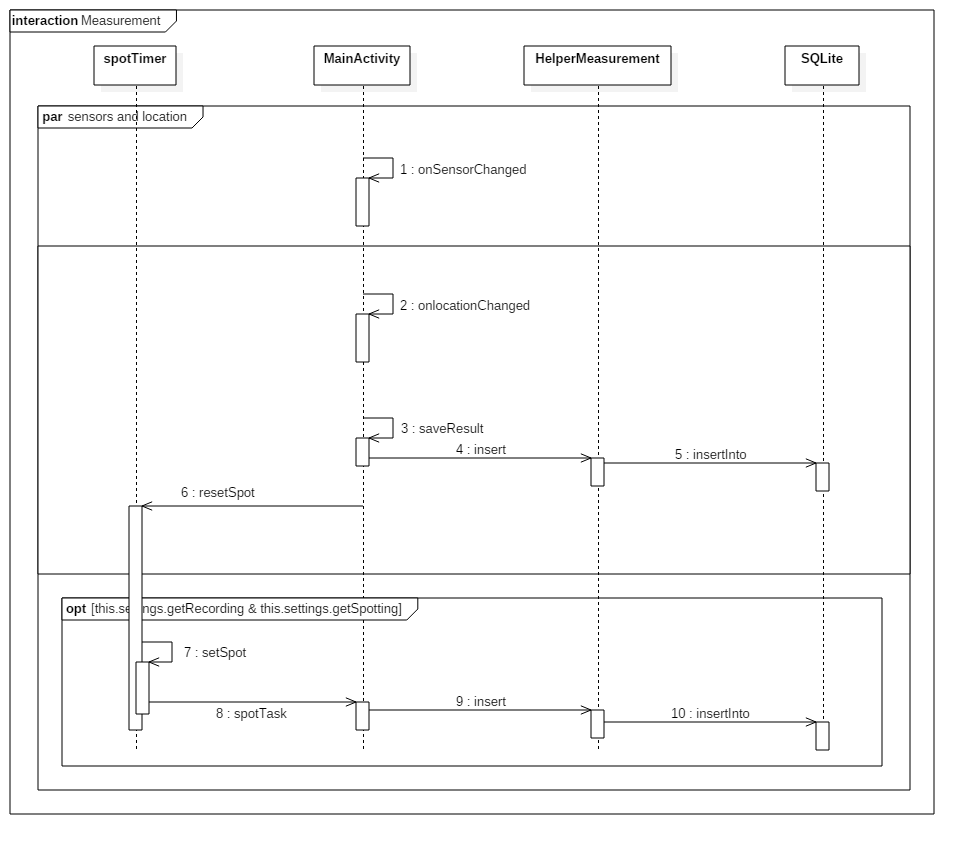 interaction Measurement
spotTimer
MainActivity
HelperMeasurement
SQLite
par sensors and location
1 : onSensorChanged
2 : onlocationChanged
3 : saveResult
4 : insert
5 : insertInto
6 : resetSpot
opt [this.settings.getRecording & this.settings.getSpotting]
7 : setSpot
8 : spotTask
9 : insert
10 : insertInto